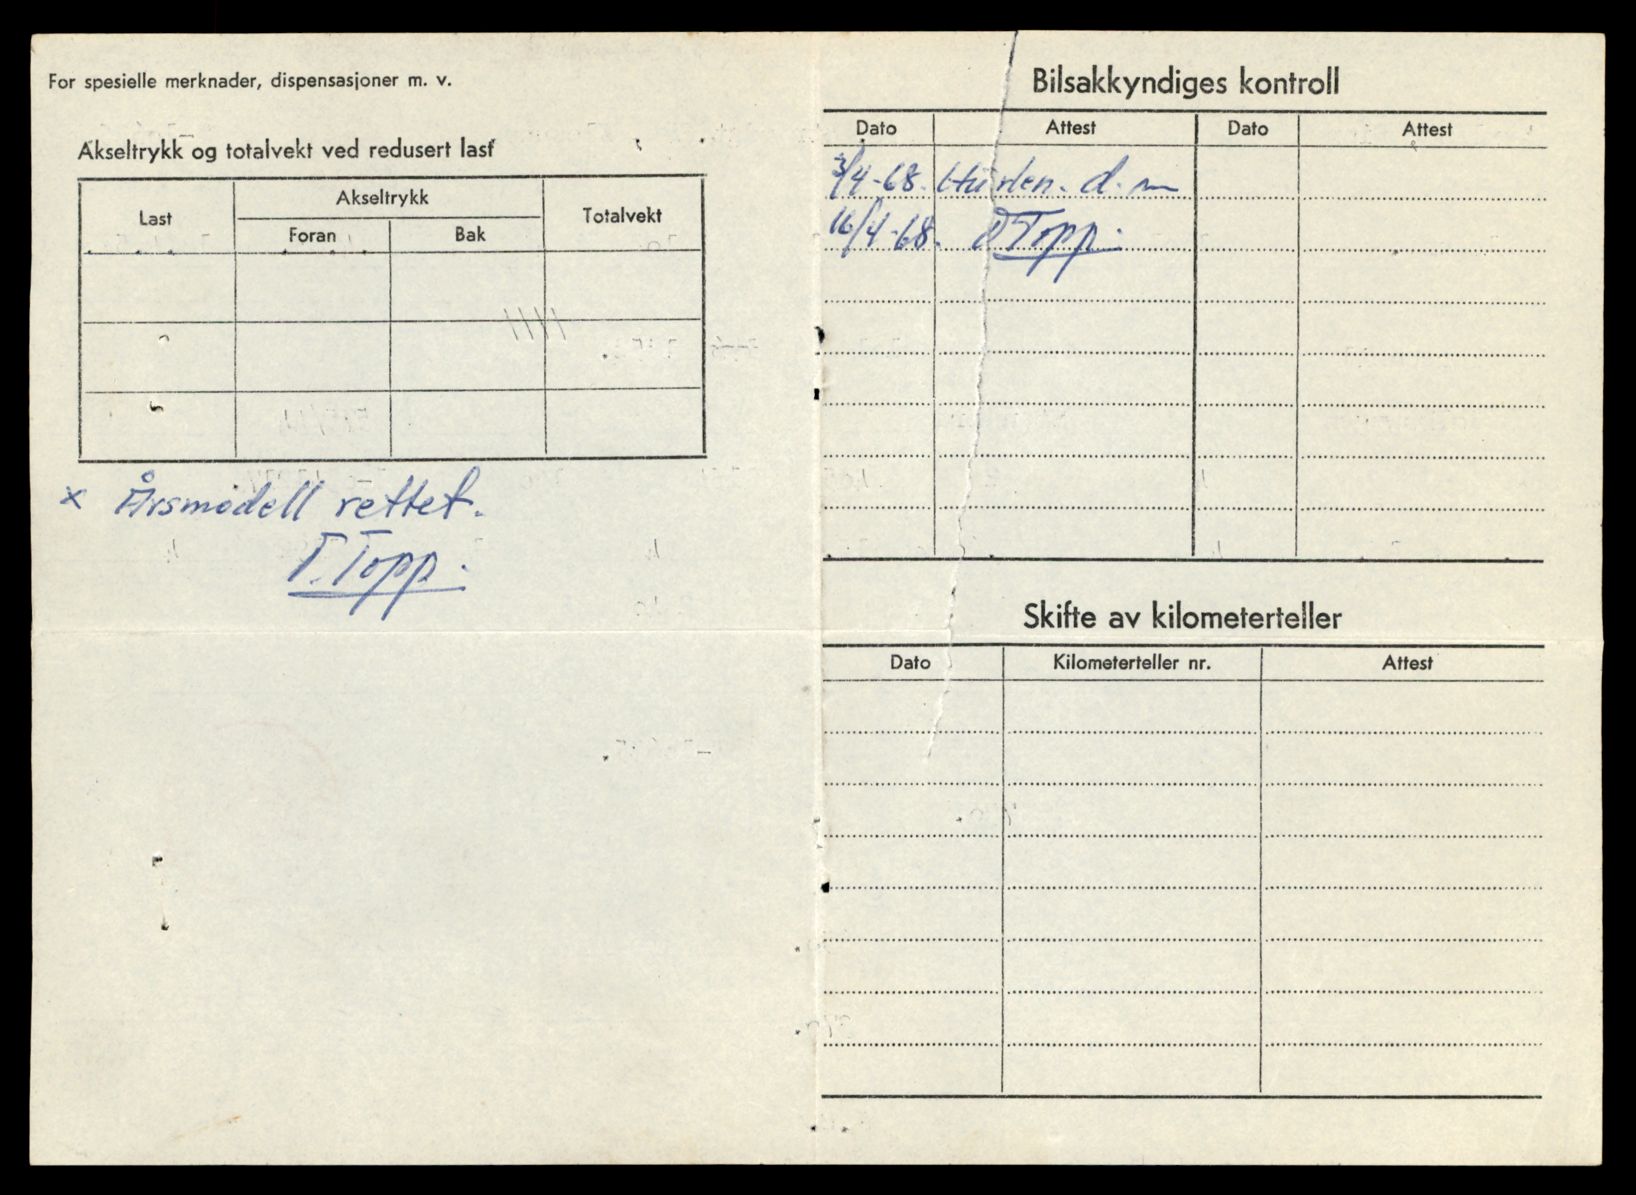 For spesielle merknader, dispensasjoner m. v.
Akseltrykk og totalvekt ved redusert last
Last
Akseltrykk
Totalvekt
Foran
Bak
x Årsmodell rettet.
T. Topp.
Bilsakkyndiges kontroll
Dato
Attest
Dato
Attest
3/4-68.
16/4-68. Topp.
Skifte av kilometerteller
Dato
Kilometerteller nr.
Attest